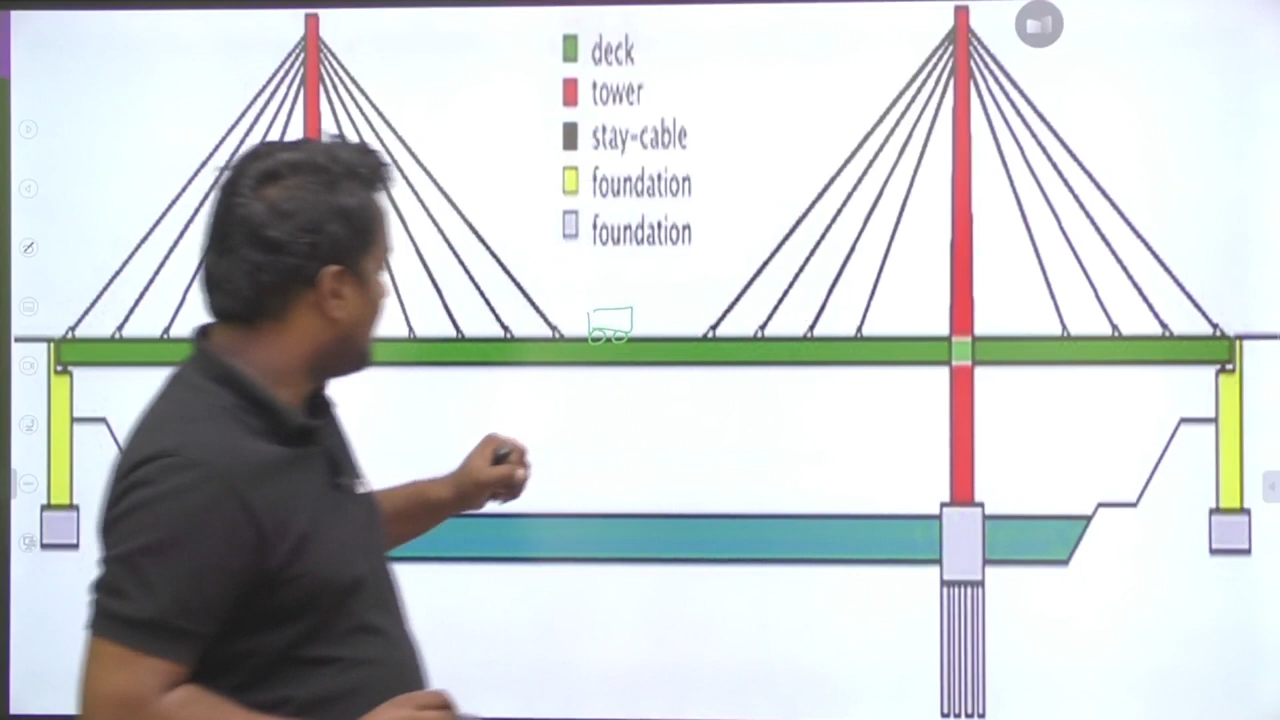 deck
tower
stay-cable
foundation
foundation